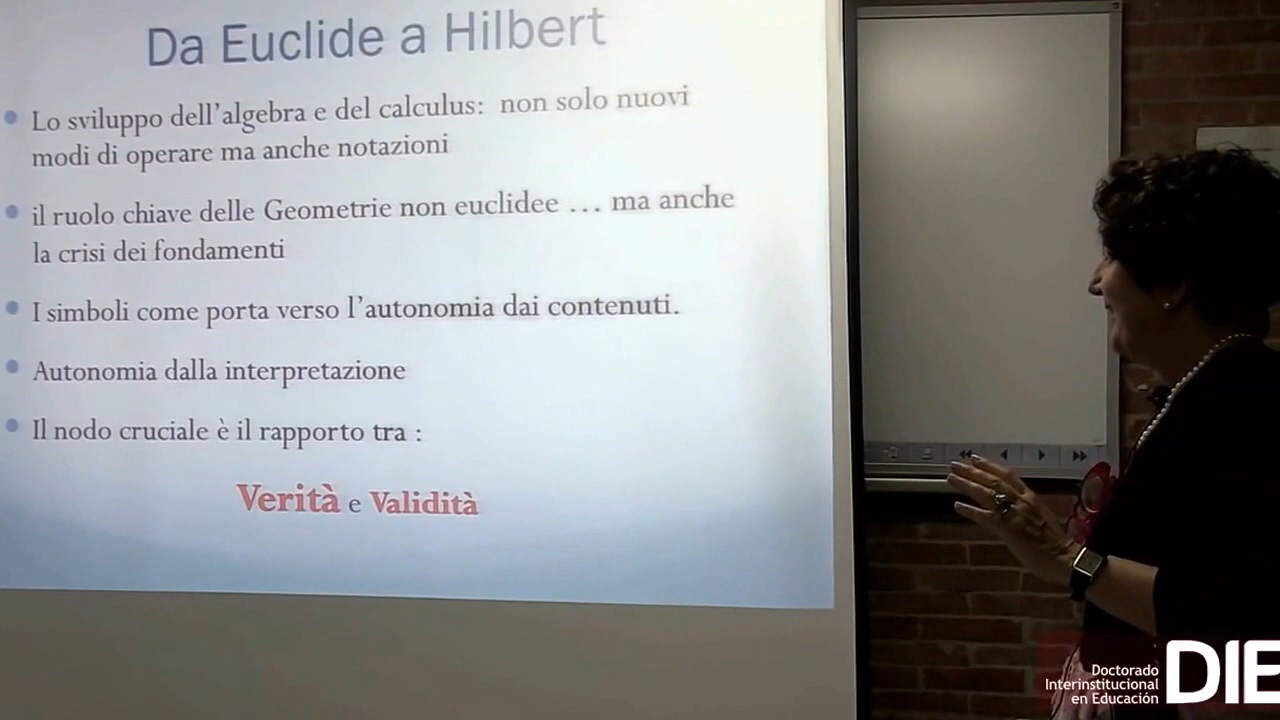 Da Euclide a Hilbert
Lo sviluppo dell'algebra e del calculus: non solo nuovi
modi di operare ma anche notazioni
il ruolo chiave delle Geometrie non euclidee … ma anche
la crisi dei fondamenti
I simboli come porta verso l'autonomia dai contenuti.
Autonomia dalla interpretazione
Il nodo cruciale è il rapporto tra :
Verità e Validità
Doctorado
Interinstitucional
en Educación
DIE